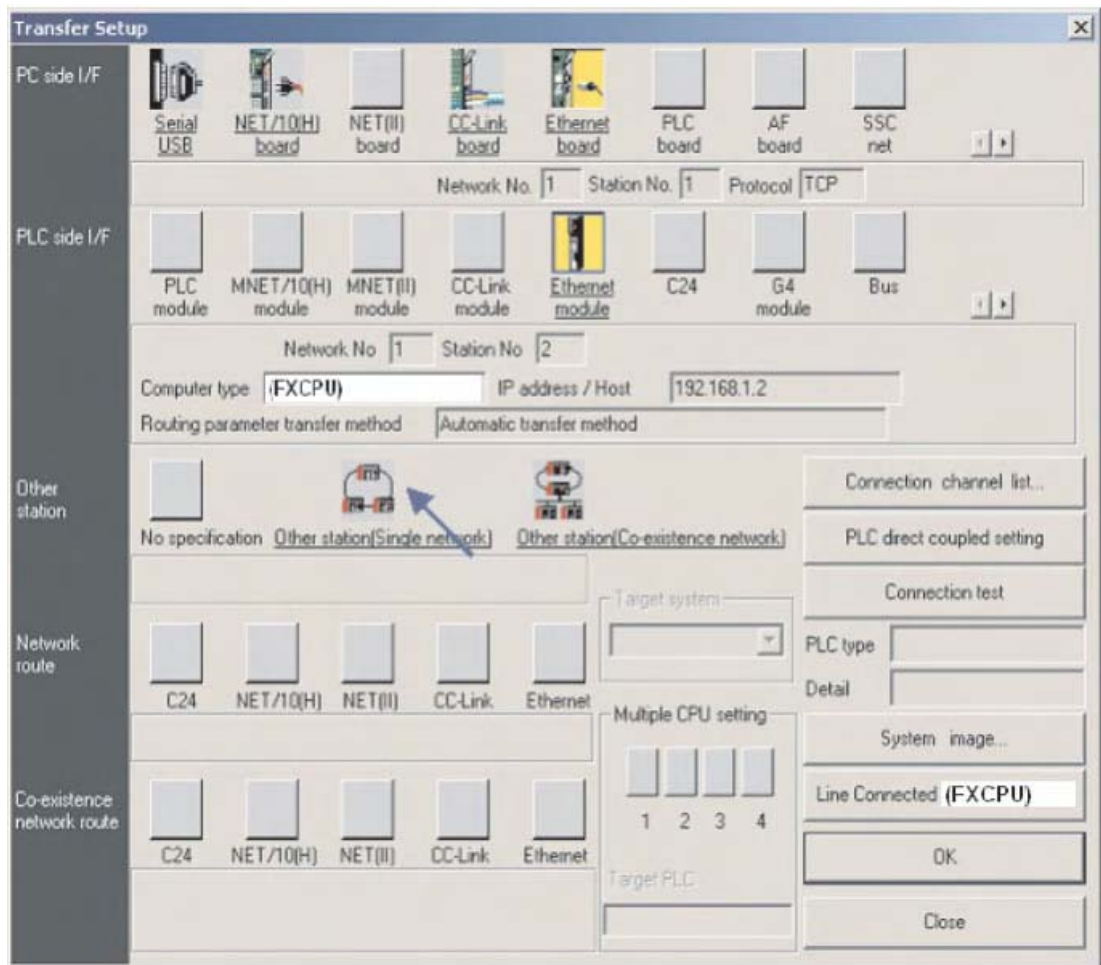 Transfer Setup
PC side I/F
Serial USB
NET/10(H) board
NET(II) board
CC-Link board
Ethernet board
PLC board
AF board
SSC net
Network No. 1 Station No. 1 Protocol TCP
PLC side I/F
PLC module
MNET/10(H) module
MNET(II) module
CC-Link module
Ethernet module
C24
G4 module
Bus
Network No 1 Station No 2
Computer type (FXCPU) IP address / Host 192.168.1.2
Routing parameter transfer method Automatic transfer method
Other station
No specification Other station(Single network) Other station(Co-existence network)
Connection channel list...
PLC direct coupled setting
Connection test
Target system
PLC type
Detail
Network route
C24 NET/10(H) NET(II) CC-Link Ethernet
Multiple CPU setting
1 2 3 4
System image...
Line Connected (FXCPU)
Co-existence network route
C24 NET/10(H) NET(II) CC-Link Ethernet
Target PLC
OK
Close